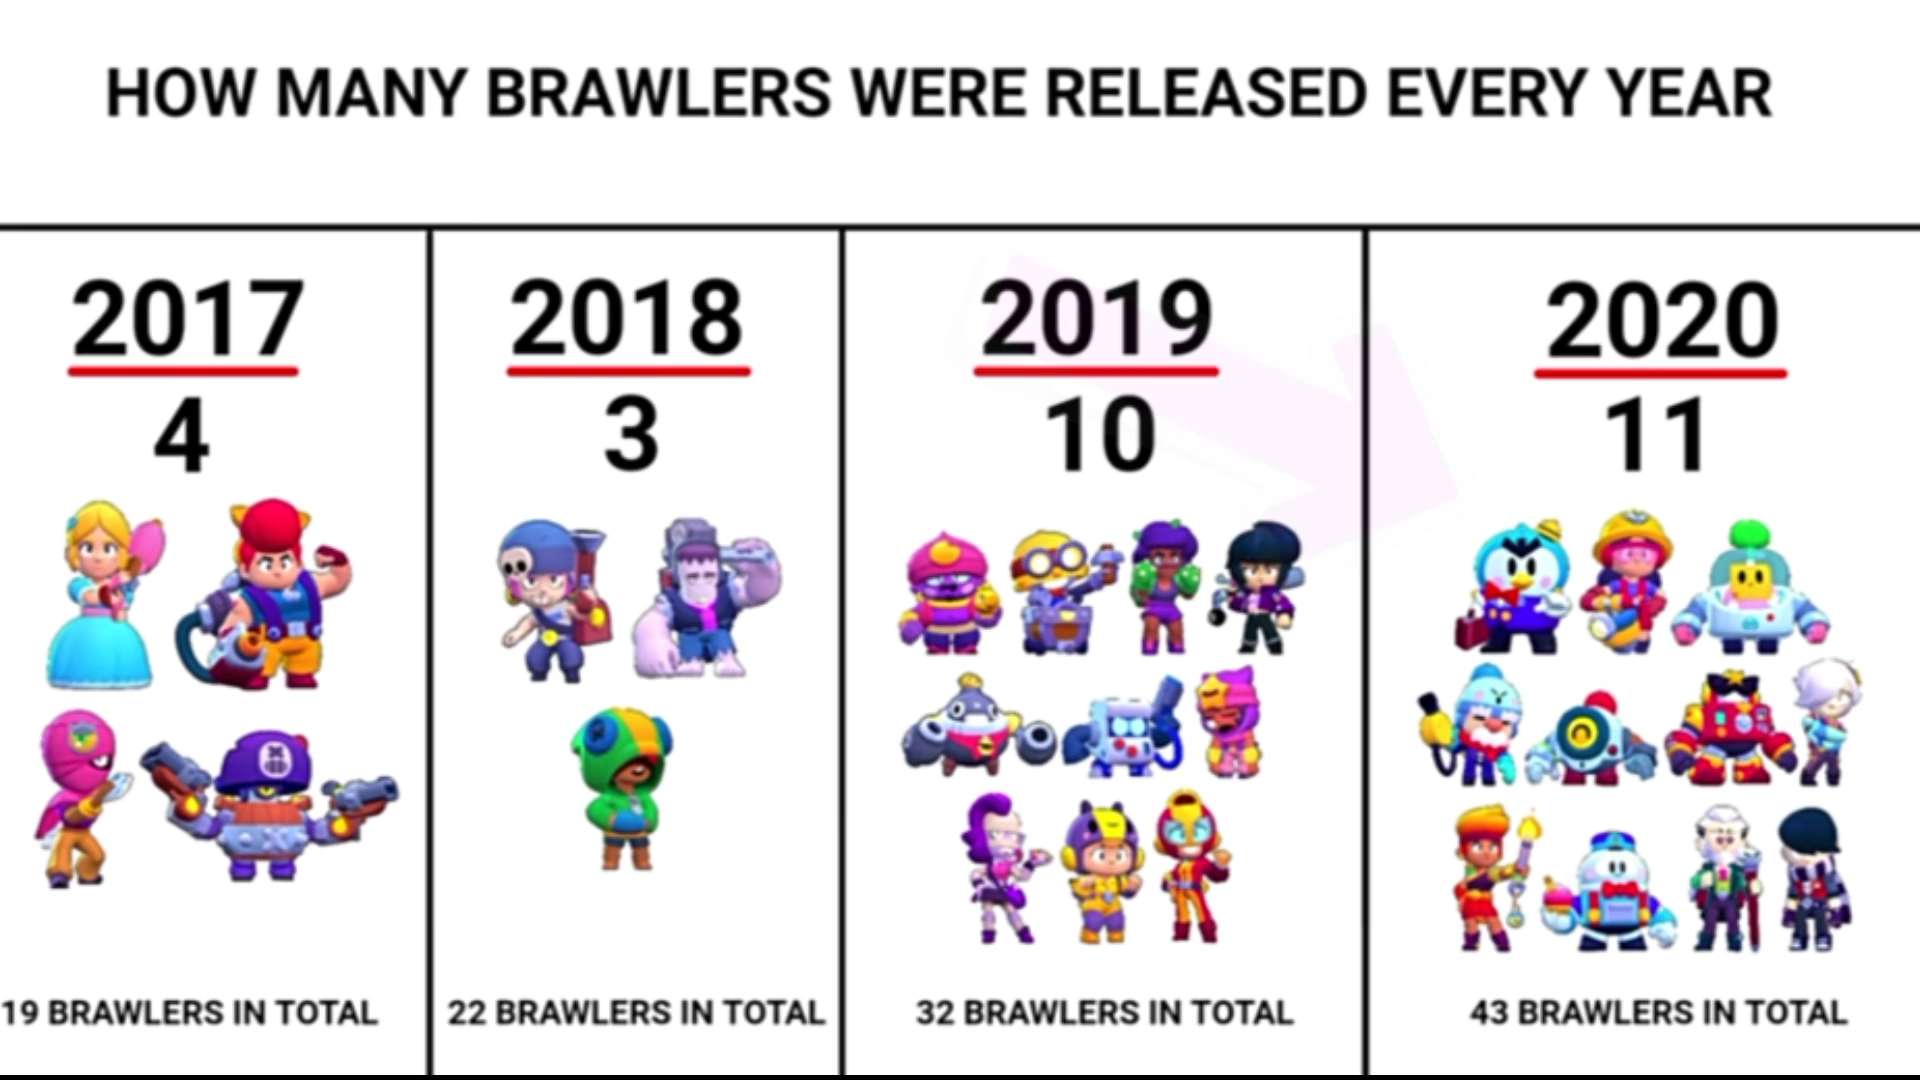 HOW MANY BRAWLERS WERE RELEASED EVERY YEAR
2017
4
19 BRAWLERS IN TOTAL
2018
3
22 BRAWLERS IN TOTAL
2019
10
32 BRAWLERS IN TOTAL
2020
11
43 BRAWLERS IN TOTAL